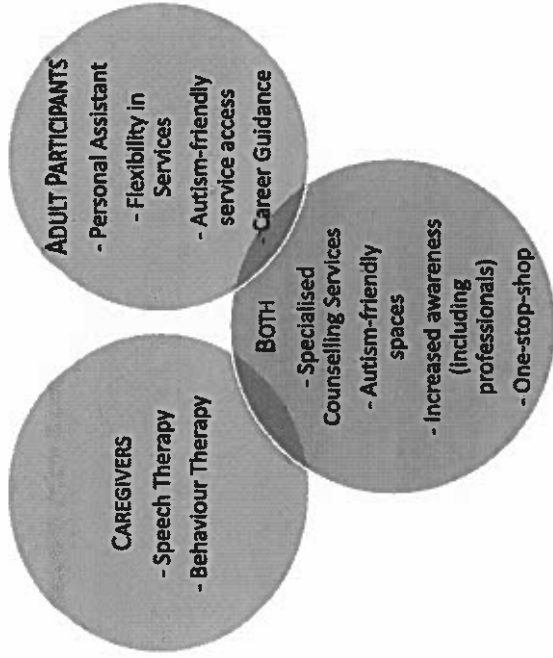 CAREGIVERS
- Speech Therapy
- Behaviour Therapy
ADULT PARTICIPANTS
- Personal Assistant
- Flexibility in
Services
- Autism-friendly
service access
- Career Guidance
BOTH
- Specialised
Counselling Services
- Autism-friendly
spaces
- Increased awareness
(including
professionals)
- One-stop-shop